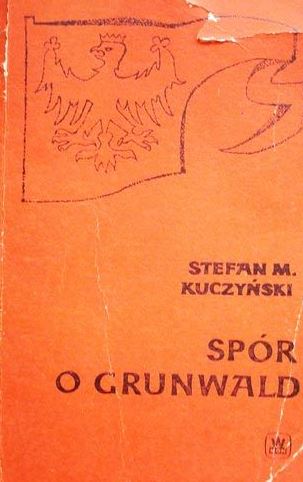 STEFAN M.
KUCZYŃSKI
SPÓR
O GRUNWALD